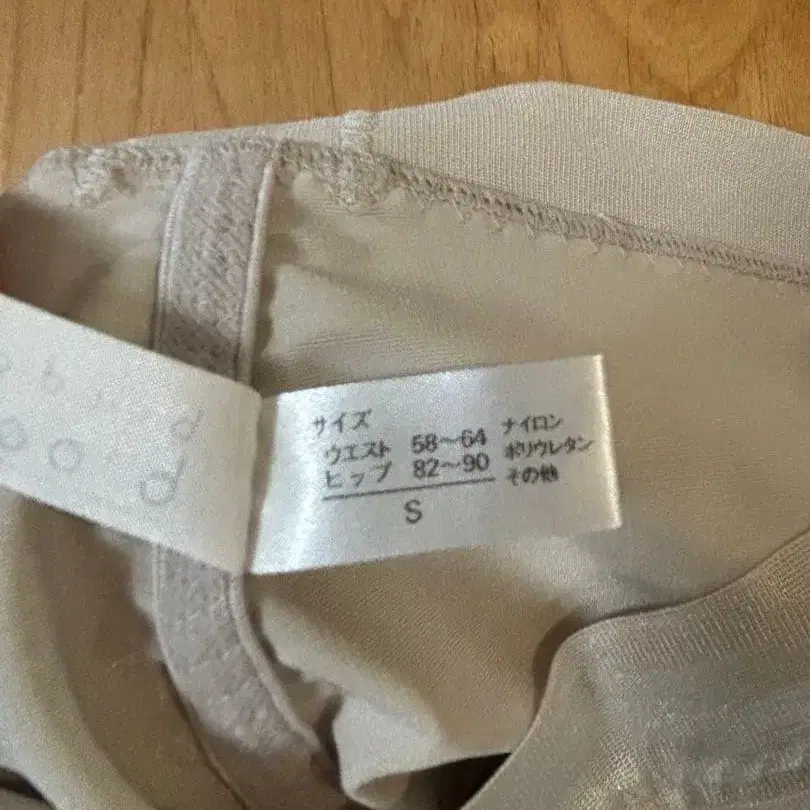 サイズ
ウエスト 58～64 ナイロン
ヒップ 82～90 ポリウレタン
S その他